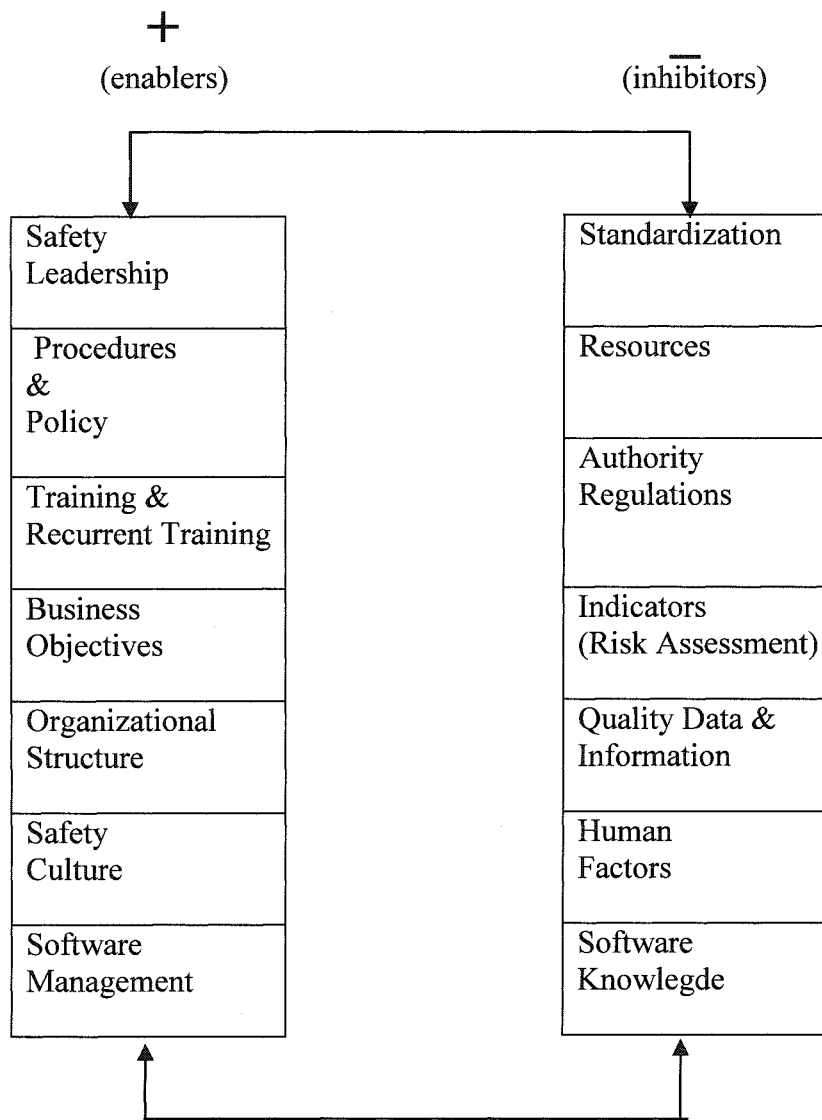 +
(enablers)
–
(inhibitors)
Safety
Leadership
Procedures
&
Policy
Training &
Recurrent Training
Business
Objectives
Organizational
Structure
Safety
Culture
Software
Management
Standardization
Resources
Authority
Regulations
Indicators
(Risk Assessment)
Quality Data &
Information
Human
Factors
Software
Knowlegde